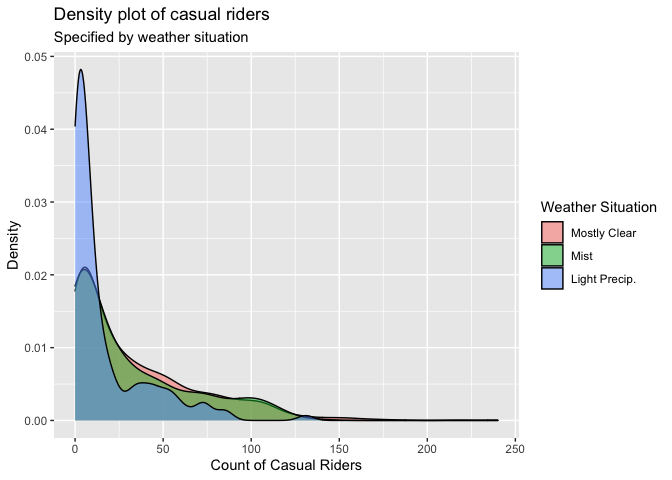 Density plot of casual riders
Specified by weather situation
0.05
0.04
0.03
0.02
0.01
0.00
Density
0 50 100 150 200 250
Count of Casual Riders
Weather Situation
Mostly Clear
Mist
Light Precip.